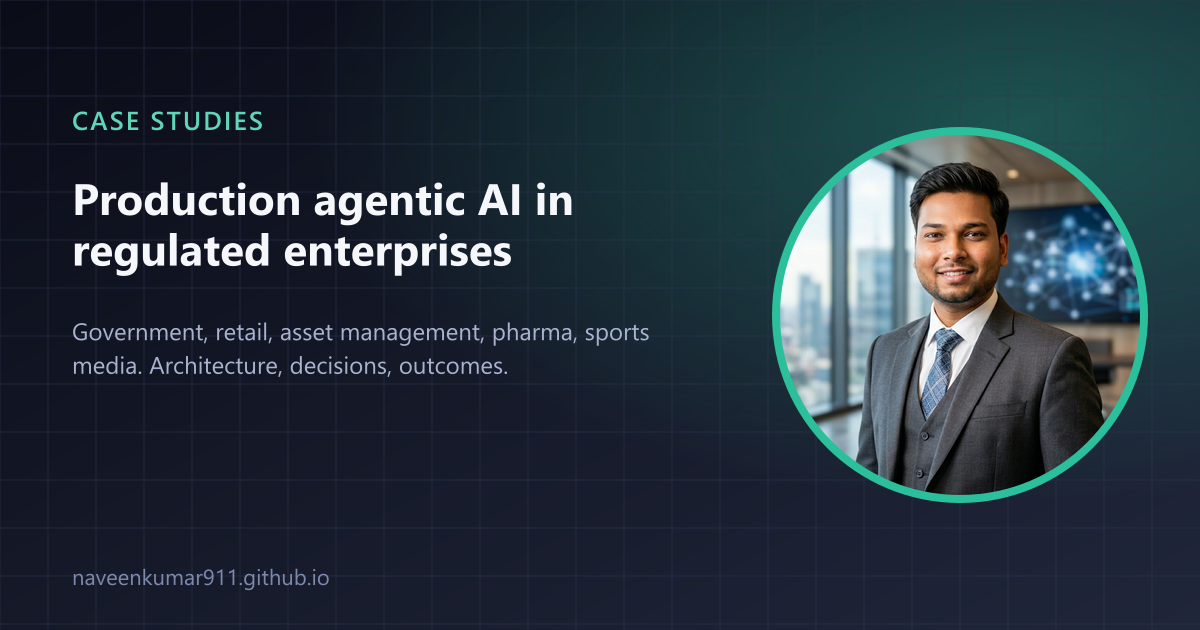 CASE STUDIES
Production agentic AI in
regulated enterprises
Government, retail, asset management, pharma, sports
media. Architecture, decisions, outcomes.
naveenkumar911.github.io